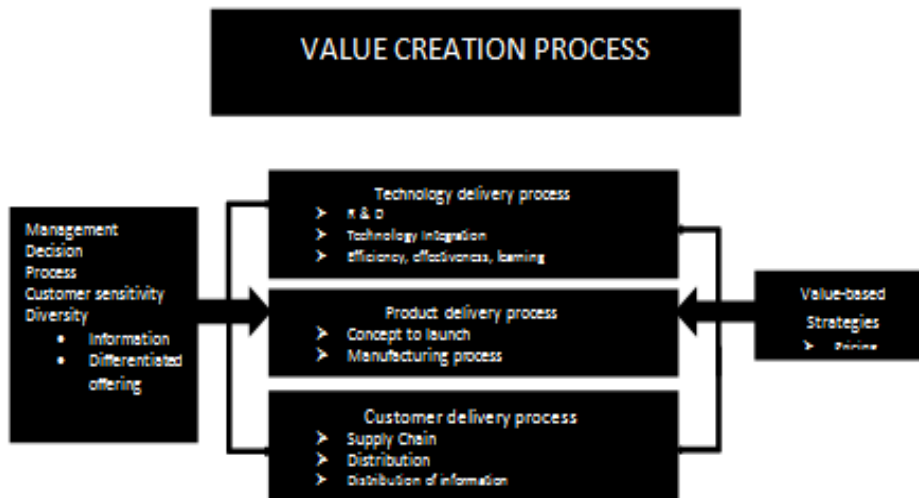 VALUE CREATION PROCESS
Management
Decision
Process
Customer sensitivity
Diversity
• Information
• Differentiated
offering
Technology delivery process
➤ R & D
➤ Technology Integration
➤ Efficiency, effectiveness, learning
Product delivery process
➤ Concept to launch
➤ Manufacturing process
Customer delivery process
➤ Supply Chain
➤ Distribution
➤ Distribution of information
Value-based
Strategies
➤ Pricing